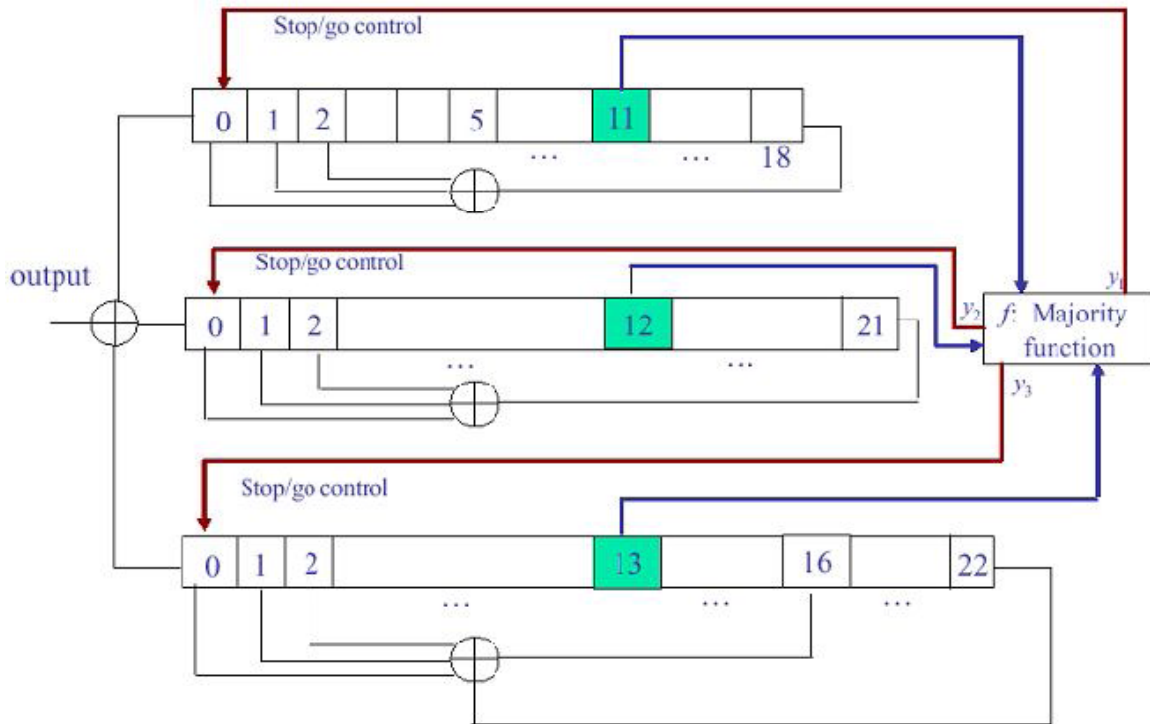 Stop/go control
0 1 2 5 11
... ...
18
output
Stop/go control
y1
0 1 2 12 21
y2
f: Majority
function
... ...
y3
Stop/go control
0 1 2 13 16 22
... ... ...